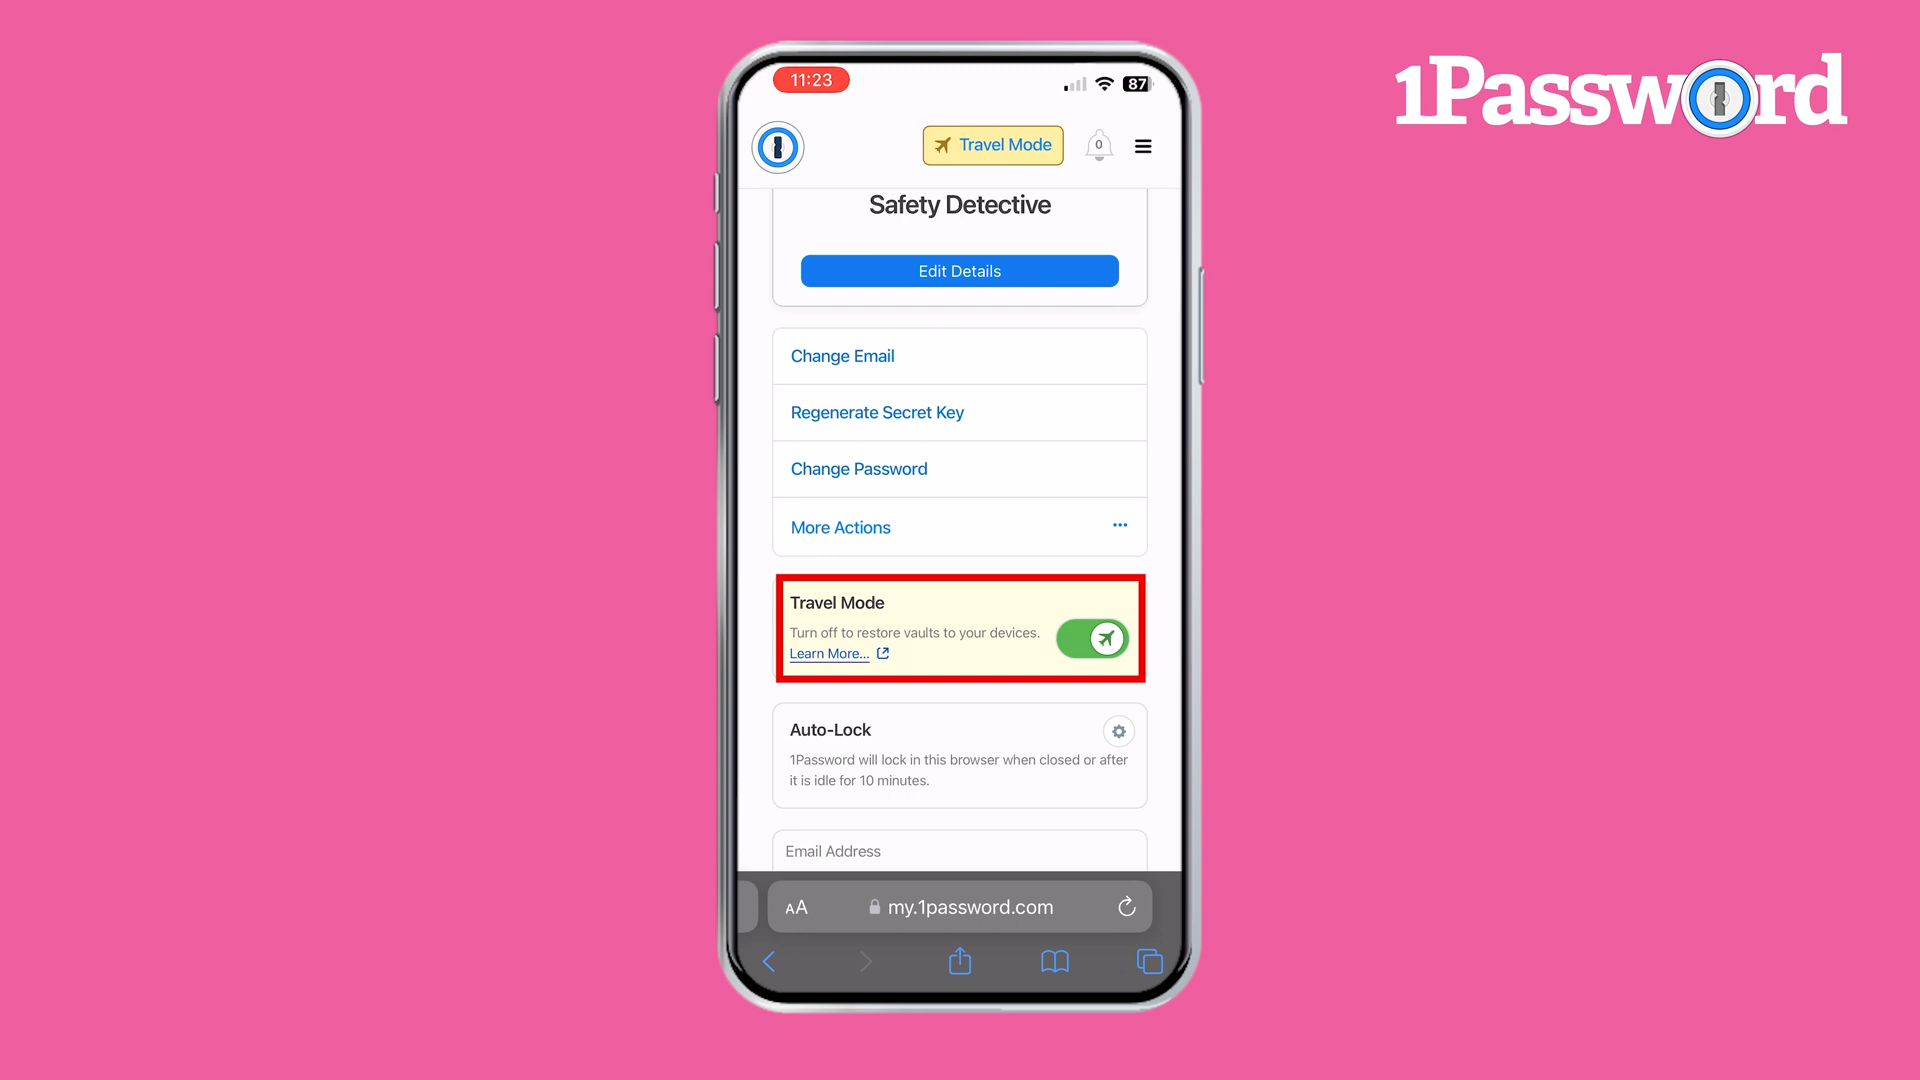 1Password
11:23
87
Travel Mode
0
Safety Detective
Edit Details
Change Email
Regenerate Secret Key
Change Password
More Actions
Travel Mode
Turn off to restore vaults to your devices.
Learn More...
Auto-Lock
1Password will lock in this browser when closed or after
it is idle for 10 minutes.
Email Address
AA
my.1password.com